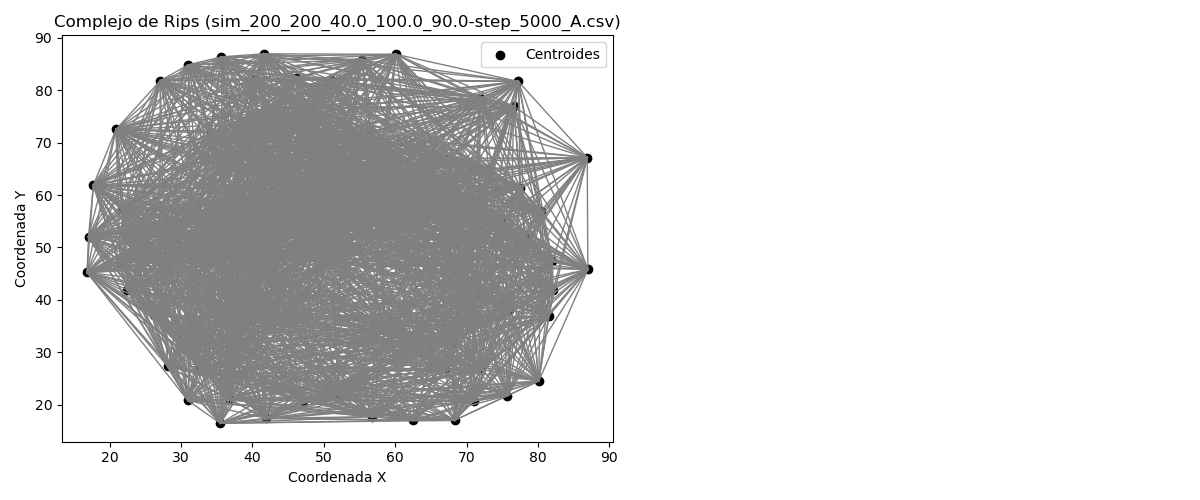 Complejo de Rips (sim_200_200_40.0_100.0_90.0-step_5000_A.csv)
Centroides
90
80
70
60
50
40
30
20
Coordenada Y
20 30 40 50 60 70 80 90
Coordenada X